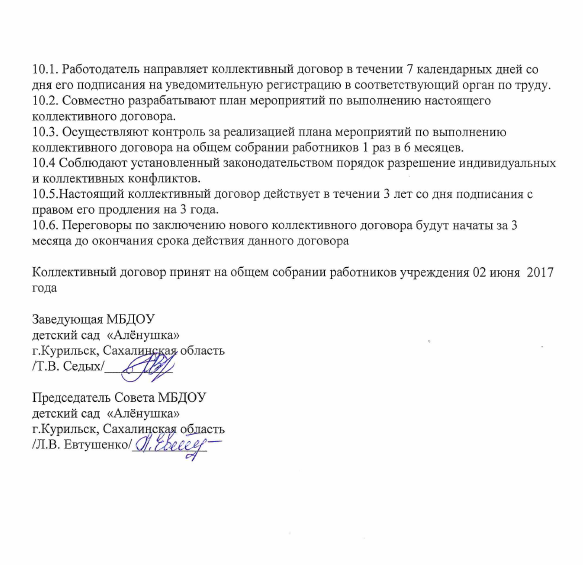 10.1. Работодатель направляет коллективный договор в течении 7 календарных дней со
дня его подписания на уведомительную регистрацию в соответствующий орган по труду.
10.2. Совместно разрабатывают план мероприятий по выполнению настоящего
коллективного договора.
10.3. Осуществляют контроль за реализацией плана мероприятий по выполнению
коллективного договора на общем собрании работников 1 раз в 6 месяцев.
10.4 Соблюдают установленный законодательством порядок разрешение индивидуальных
и коллективных конфликтов.
10.5.Настоящий коллективный договор действует в течении 3 лет со дня подписания с
правом его продления на 3 года.
10.6. Переговоры по заключению нового коллективного договора будут начаты за 3
месяца до окончания срока действия данного договора
Коллективный договор принят на общем собрании работников учреждения 02 июня 2017
года
Заведующая МБДОУ
детский сад «Алёнушка»
г.Курильск, Сахалинская область
/Т.В. Седых/___________
Председатель Совета МБДОУ
детский сад «Алёнушка»
г.Курильск, Сахалинская область
/Л.В. Евтушенко/____________